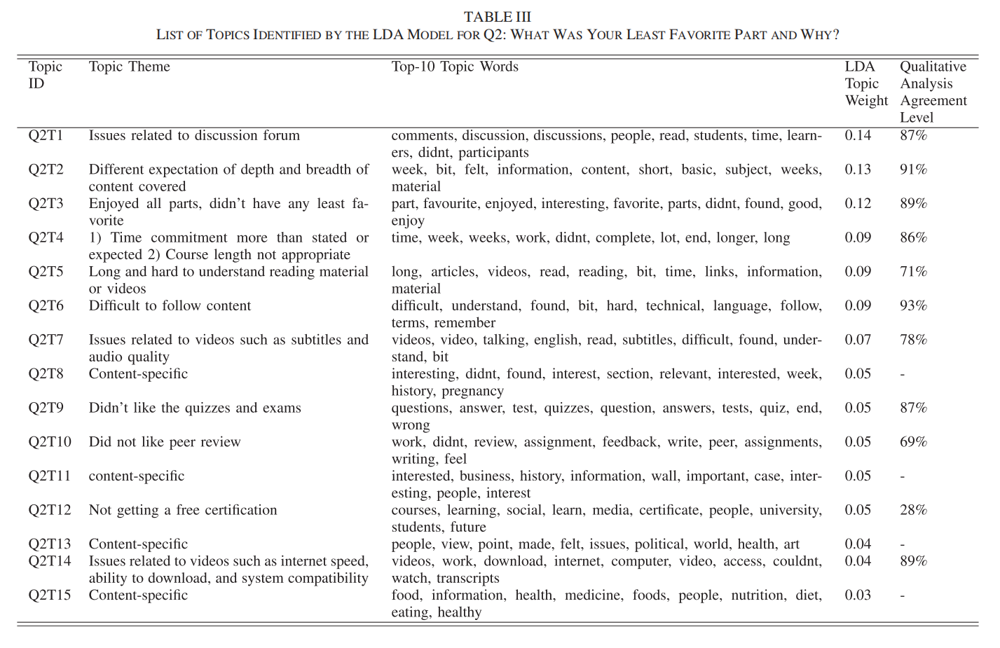 TABLE III
LIST OF TOPICS IDENTIFIED BY THE LDA MODEL FOR Q2: WHAT WAS YOUR LEAST FAVORITE PART AND WHY?
Topic ID Topic Theme Top-10 Topic Words LDA Topic Weight Qualitative Analysis Agreement Level
Q2T1 Issues related to discussion forum comments, discussion, discussions, people, read, students, time, learn- 0.14 87%
ers, didnt, participants
Q2T2 Different expectation of depth and breadth of week, bit, felt, information, content, short, basic, subject, weeks, 0.13 91%
content covered material
Q2T3 Enjoyed all parts, didn't have any least fa- part, favourite, enjoyed, interesting, favorite, parts, didnt, found, good, 0.12 89%
vorite enjoy
Q2T4 1) Time commitment more than stated or time, week, weeks, work, didnt, complete, lot, end, longer, long 0.09 86%
expected 2) Course length not appropriate
Q2T5 Long and hard to understand reading material long, articles, videos, read, reading, bit, time, links, information, 0.09 71%
or videos material
Q2T6 Difficult to follow content difficult, understand, found, bit, hard, technical, language, follow, 0.09 93%
terms, remember
Q2T7 Issues related to videos such as subtitles and videos, video, talking, english, read, subtitles, difficult, found, under- 0.07 78%
audio quality stand, bit
Q2T8 Content-specific interesting, didnt, found, interest, section, relevant, interested, week, 0.05 -
history, pregnancy
Q2T9 Didn't like the quizzes and exams questions, answer, test, quizzes, question, answers, tests, quiz, end, 0.05 87%
wrong
Q2T10 Did not like peer review work, didnt, review, assignment, feedback, write, peer, assignments, 0.05 69%
writing, feel
Q2T11 content-specific interested, business, history, information, wall, important, case, inter- 0.05 -
esting, people, interest
Q2T12 Not getting a free certification courses, learning, social, learn, media, certificate, people, university, 0.05 28%
students, future
Q2T13 Content-specific people, view, point, made, felt, issues, political, world, health, art 0.04 -
Q2T14 Issues related to videos such as internet speed, videos, work, download, internet, computer, video, access, couldnt, 0.04 89%
ability to download, and system compatibility watch, transcripts
Q2T15 Content-specific food, information, health, medicine, foods, people, nutrition, diet, 0.03 -
eating, healthy